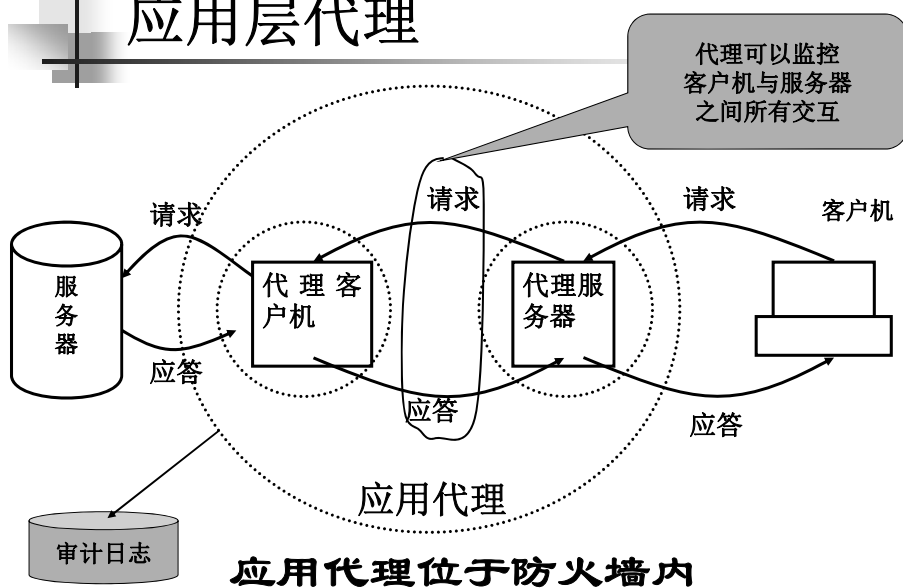 应用层代理
代理可以监控
客户机与服务器
之间所有交互
请求
请求
请求
客户机
服
务
器
代 理 客
户机
代理服
务器
应答
应答
应答
应用代理
审计日志
应用代理位于防火墙内